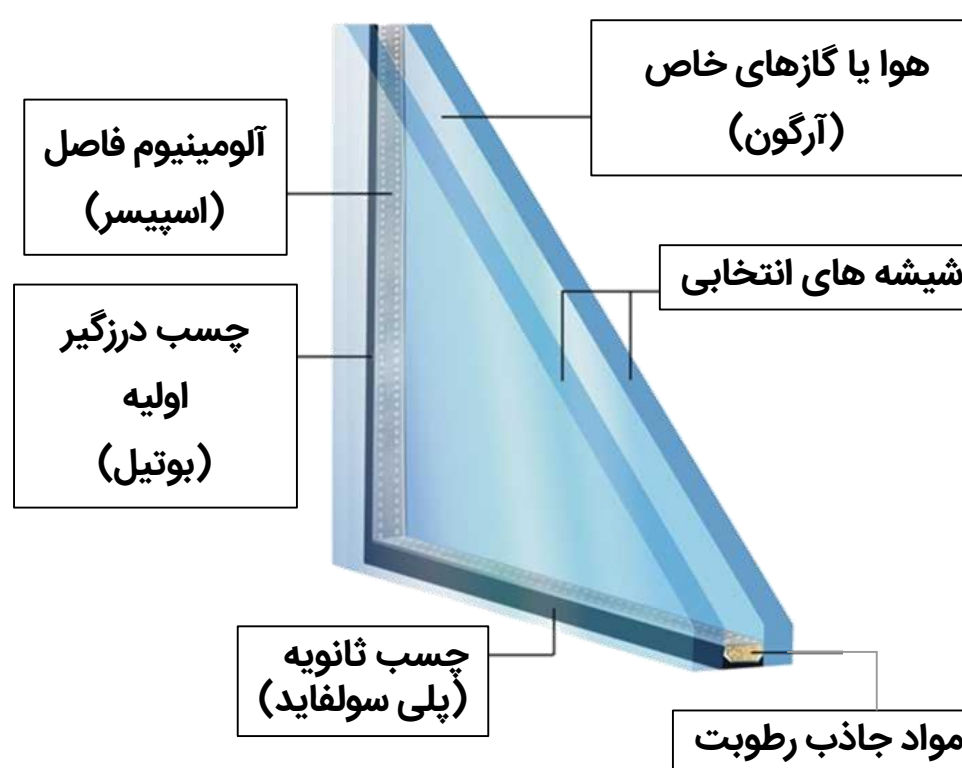 هوا یا گازهای خاص
(آرگون)
آلومینیوم فاصل
(اسپیسر)
شیشه های انتخابی
چسب درزگیر
اولیه
(بوتیل)
چسب ثانویه
(پلی سولفاید)
مواد جاذب رطوبت